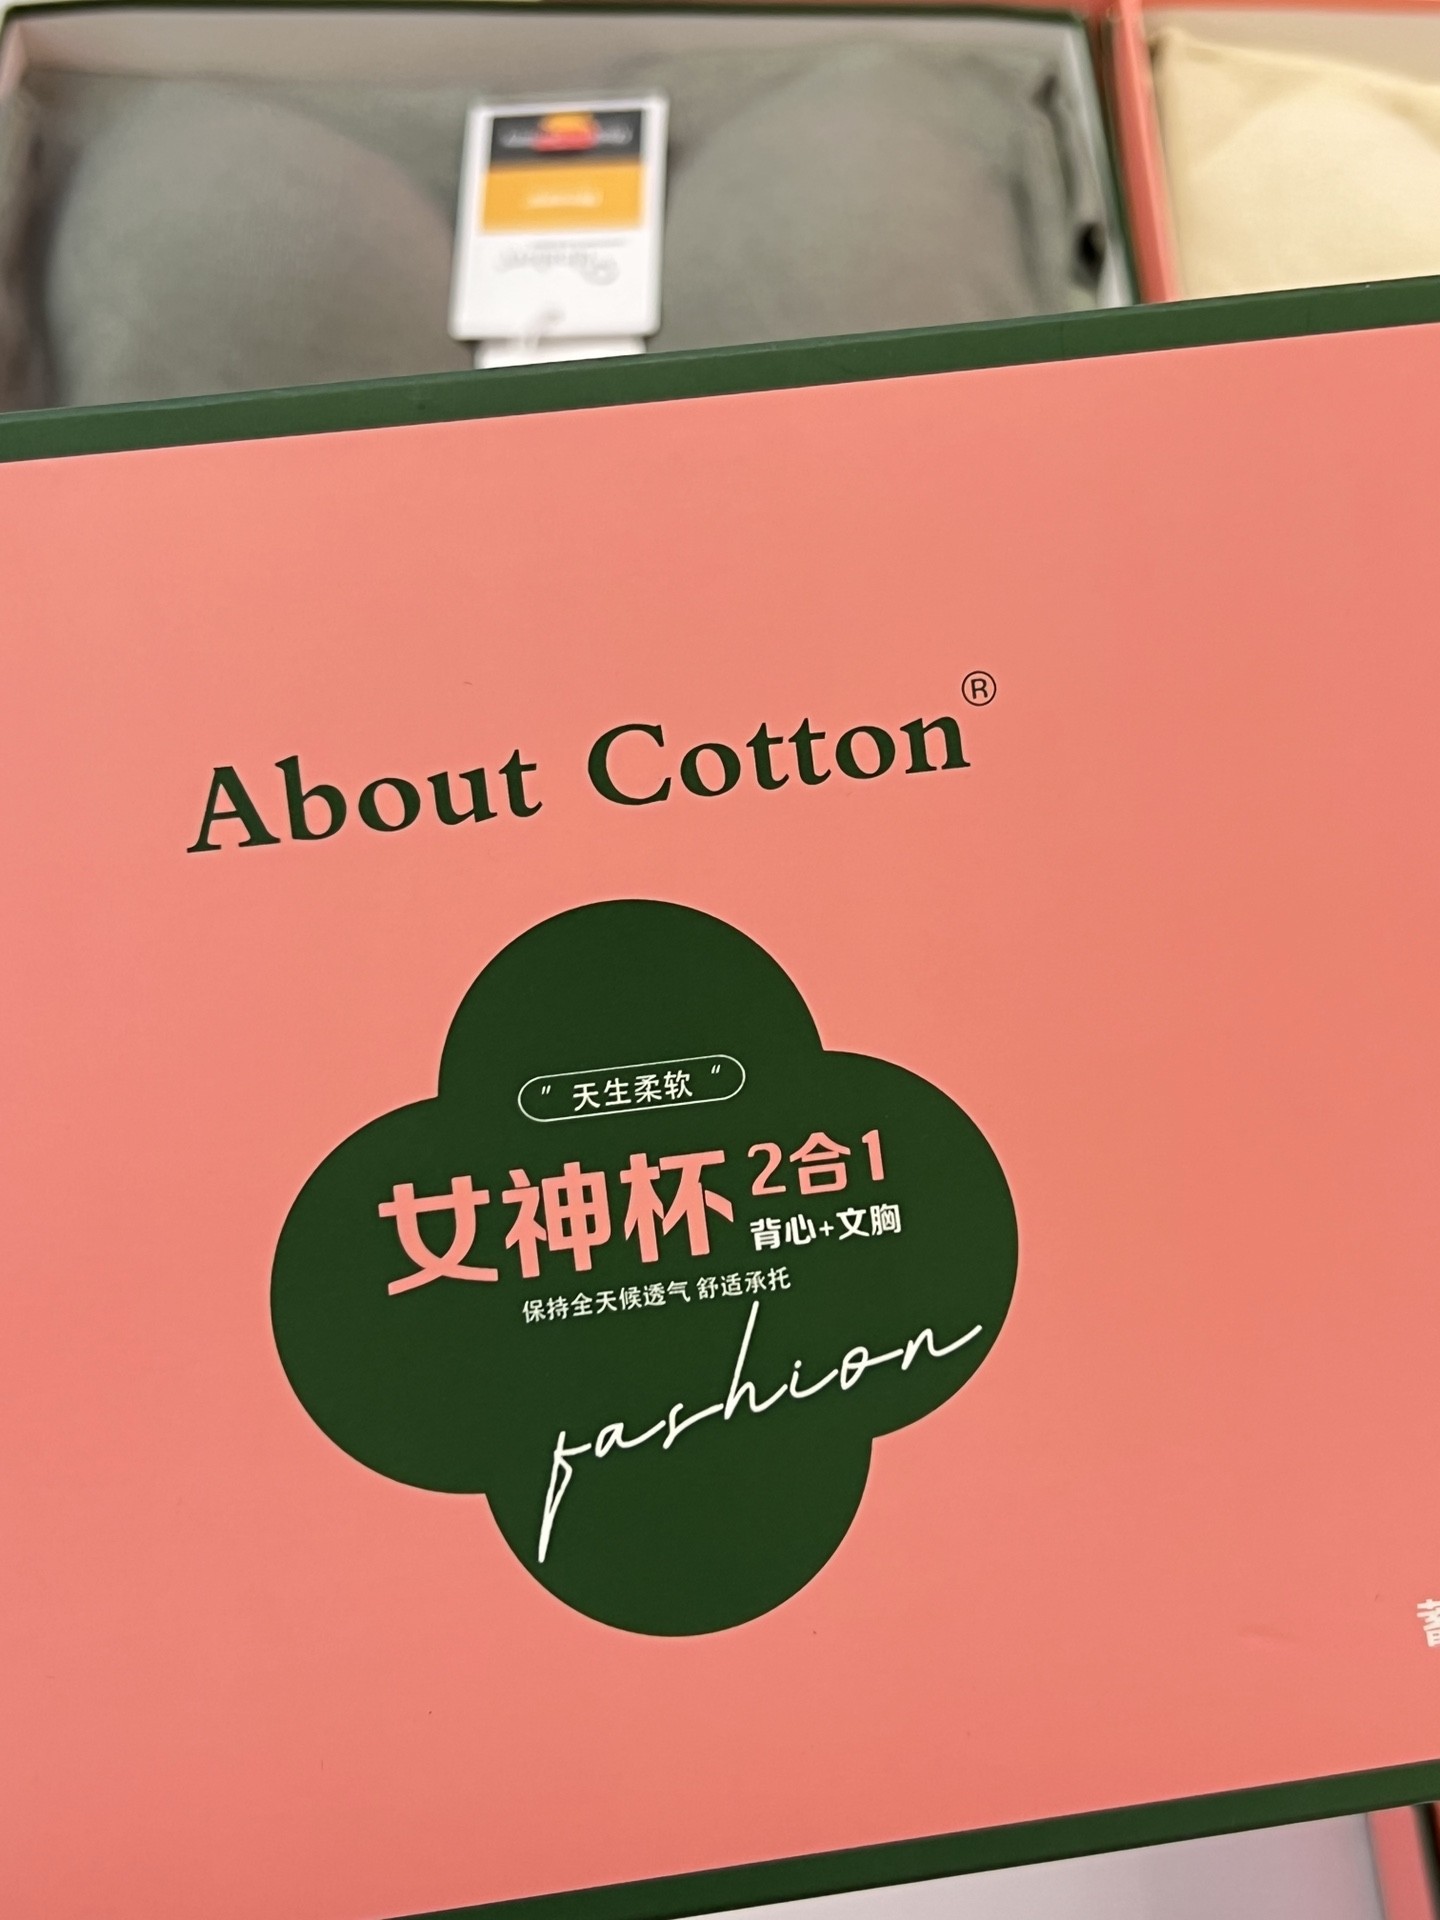 About Cotton®
" 天生柔软 "
女神杯 2合1
背心+文胸
保持全天候透气 舒适承托
fashion